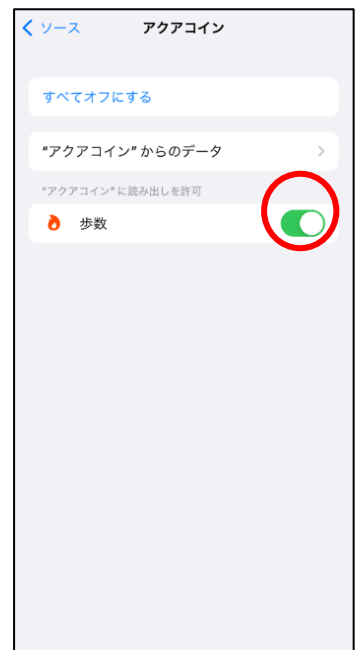 ソース
アクアコイン
すべてオフにする
“アクアコイン” からのデータ
“アクアコイン”に読み出しを許可
歩数